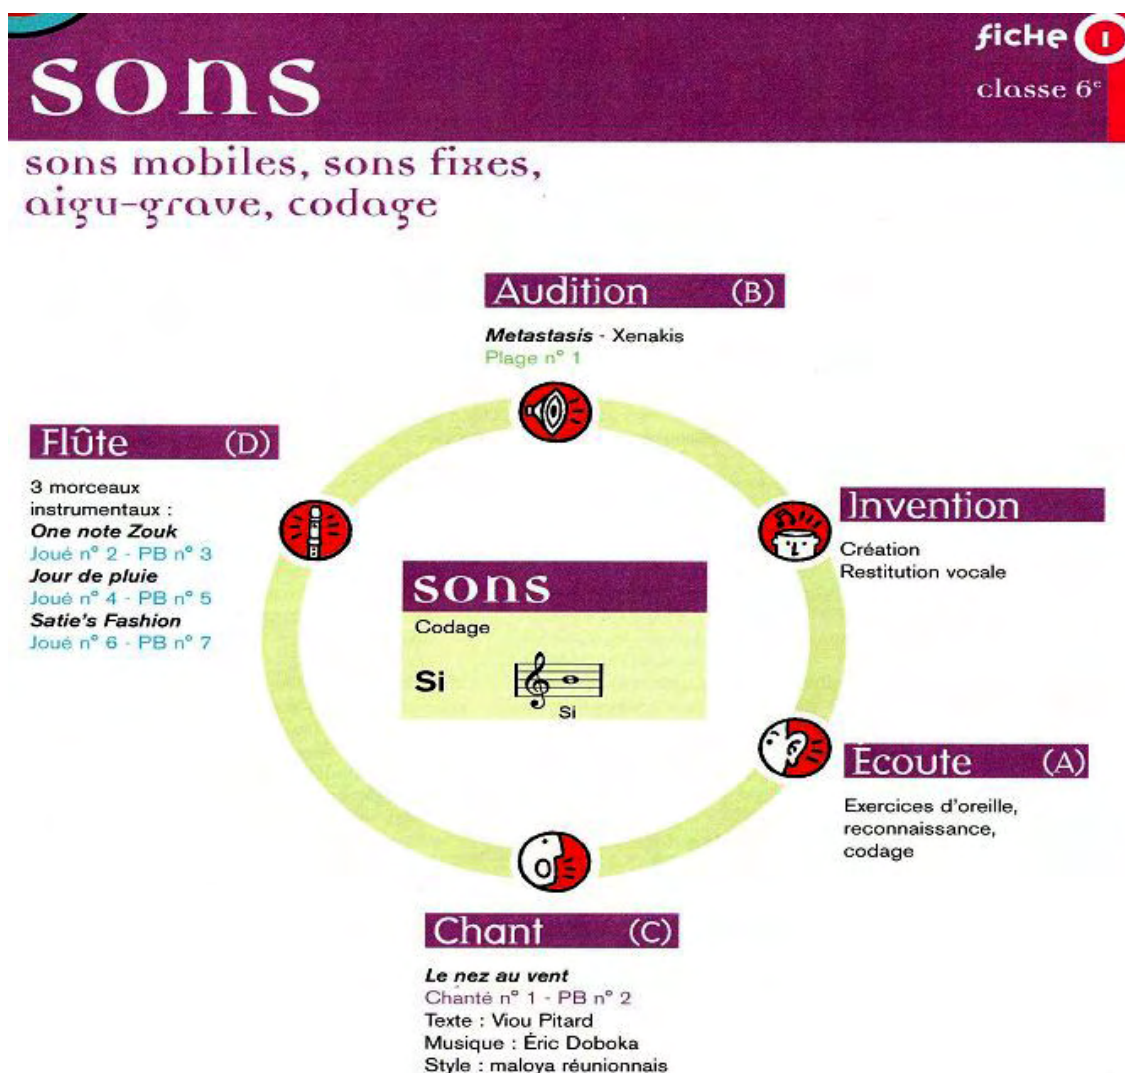 fiche 1
sons
classe 6e
sons mobiles, sons fixes,
aigu-grave, codage
Audition (B)
Metastasis - Xenakis
Plage n° 1
Flûte (D)
3 morceaux
instrumentaux :
One note Zouk
Joué n° 2 - PB n° 3
Jour de pluie
Joué n° 4 - PB n° 5
Satie's Fashion
Joué n° 6 - PB n° 7
Invention
Création
Restitution vocale
sons
Codage
Si
Si
Écoute (A)
Exercices d'oreille,
reconnaissance,
codage
Chant (C)
Le nez au vent
Chanté n° 1 - PB n° 2
Texte : Viou Pitard
Musique : Éric Doboka
Style : maloya réunionnais